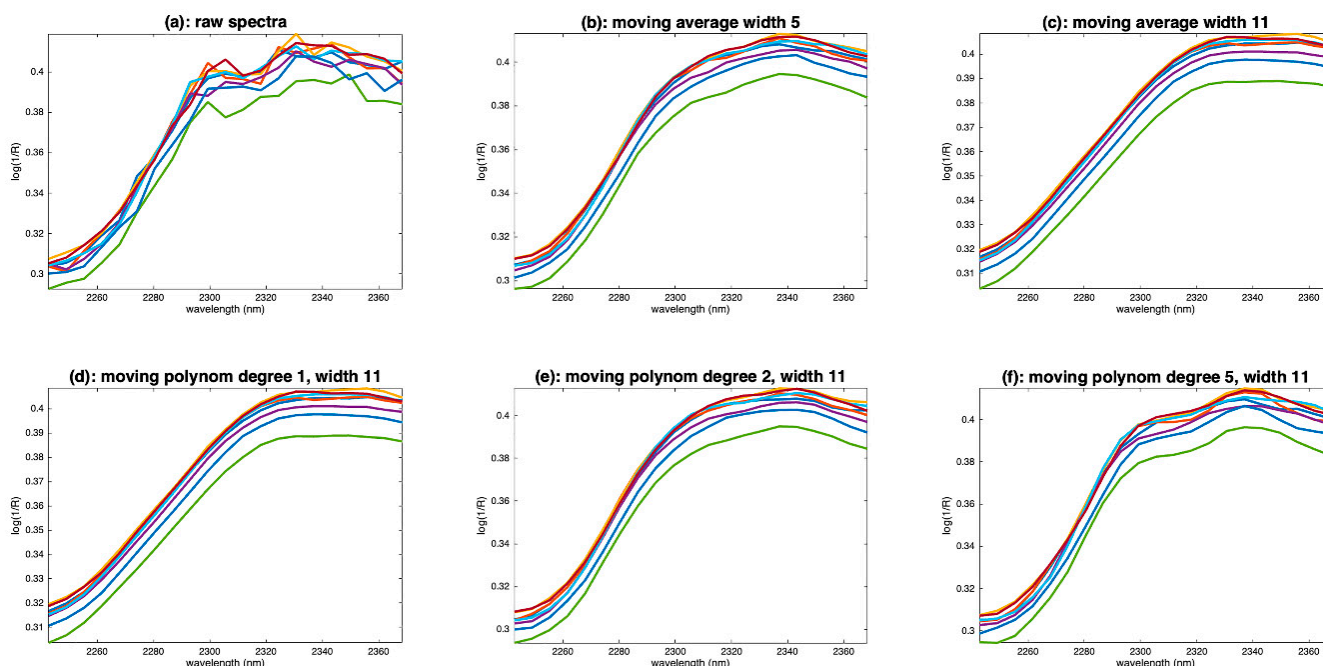 (a): raw spectra
0.4
0.38
0.36
0.34
0.32
0.3
log(1/R)
2260 2280 2300 2320 2340 2360
wavelength (nm)
(b): moving average width 5
0.4
0.38
0.36
0.34
0.32
0.3
log(1/R)
2260 2280 2300 2320 2340 2360
wavelength (nm)
(c): moving average width 11
0.4
0.39
0.38
0.37
0.36
0.35
0.34
0.33
0.32
0.31
log(1/R)
2260 2280 2300 2320 2340 2360
wavelength (nm)
(d): moving polynom degree 1, width 11
0.4
0.39
0.38
0.37
0.36
0.35
0.34
0.33
0.32
0.31
log(1/R)
2260 2280 2300 2320 2340 2360
wavelength (nm)
(e): moving polynom degree 2, width 11
0.4
0.38
0.36
0.34
0.32
0.3
log(1/R)
2260 2280 2300 2320 2340 2360
wavelength (nm)
(f): moving polynom degree 5, width 11
0.4
0.38
0.36
0.34
0.32
0.3
log(1/R)
2260 2280 2300 2320 2340 2360
wavelength (nm)